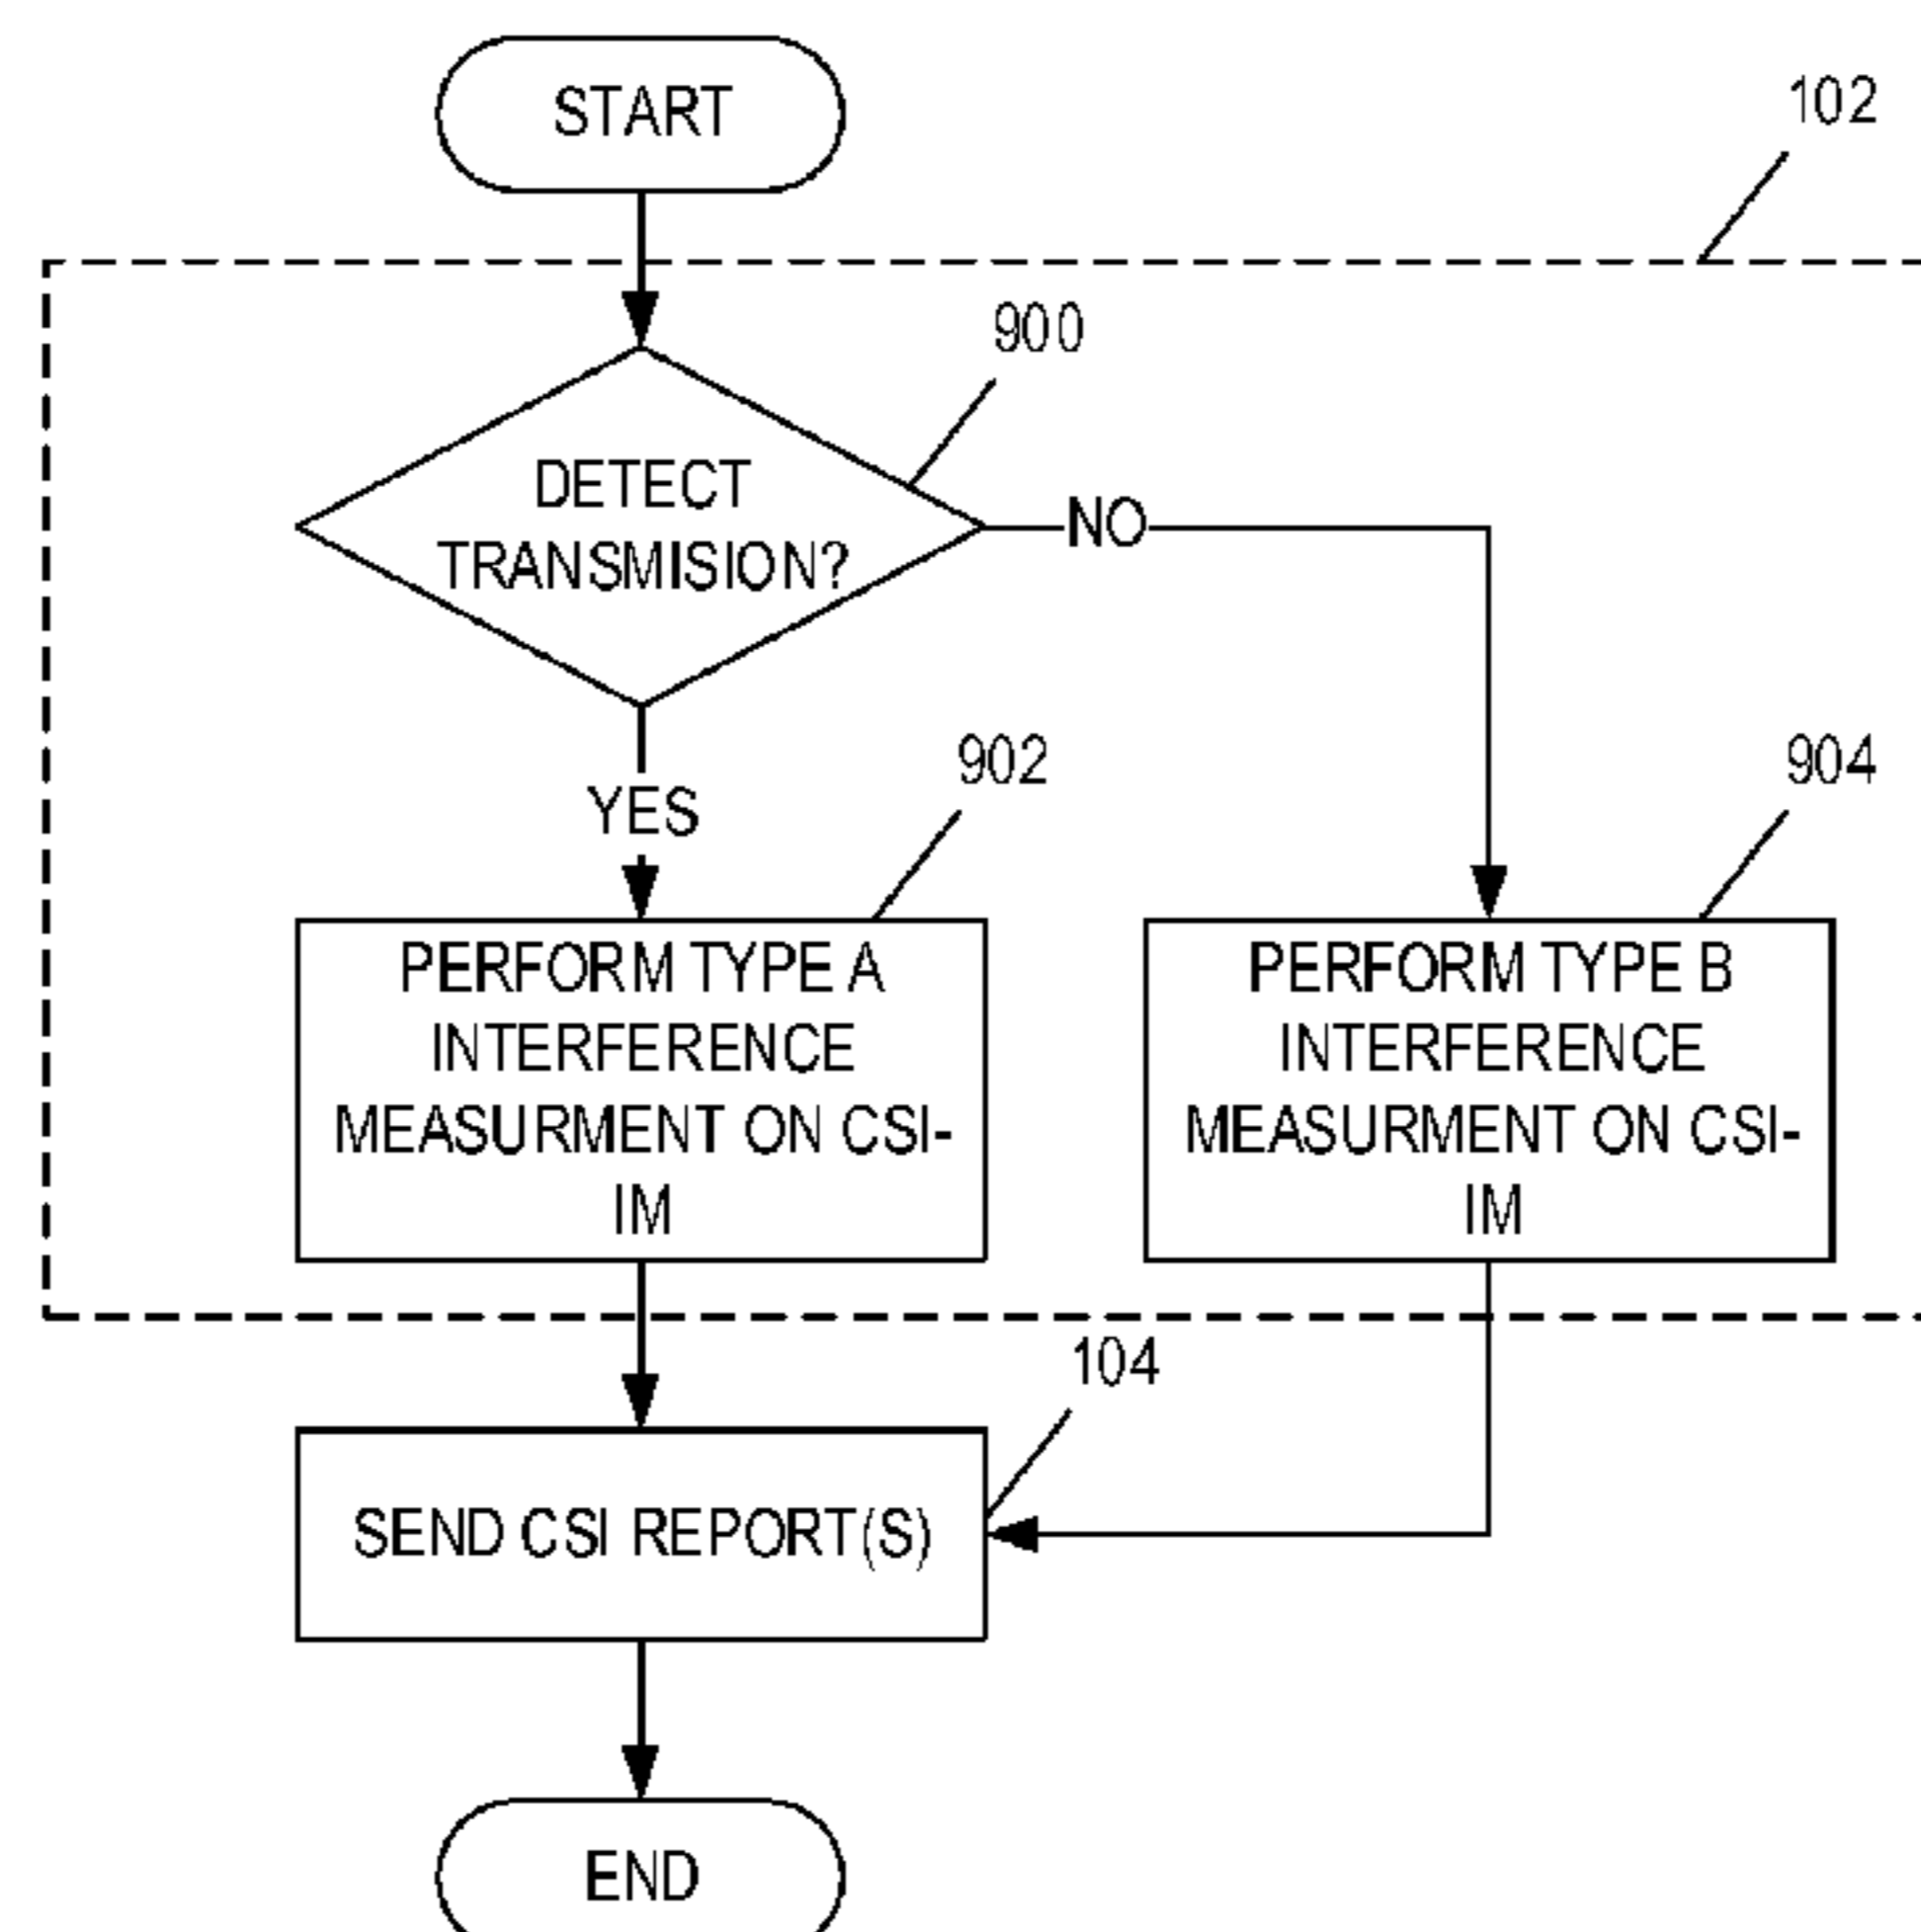 START
102
900
DETECT
TRANSMISION?
NO
YES
902
904
PERFORM TYPE A
INTERFERENCE
MEASURMENT ON CSI-
IM
PERFORM TYPE B
INTERFERENCE
MEASURMENT ON CSI-
IM
104
SEND CSI REPORT(S)
END